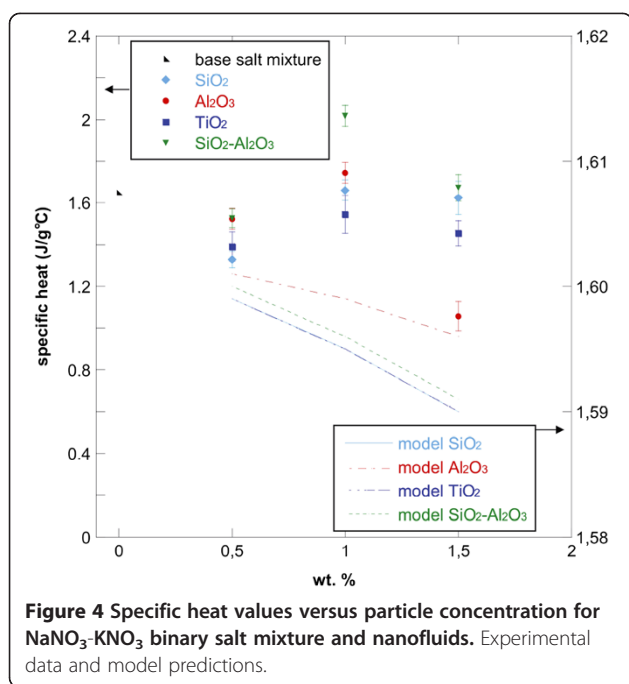 2.4
2
1.6
1.2
0.8
0.4
0
specific heat (J/g°C)
base salt mixture
SiO₂
Al₂O₃
TiO₂
SiO₂-Al₂O₃
1,62
1,61
1,60
1,59
1,58
model SiO₂
model Al₂O₃
model TiO₂
model SiO₂-Al₂O₃
0 0,5 1 1,5 2
wt. %
Figure 4 Specific heat values versus particle concentration for
NaNO₃-KNO₃ binary salt mixture and nanofluids. Experimental
data and model predictions.